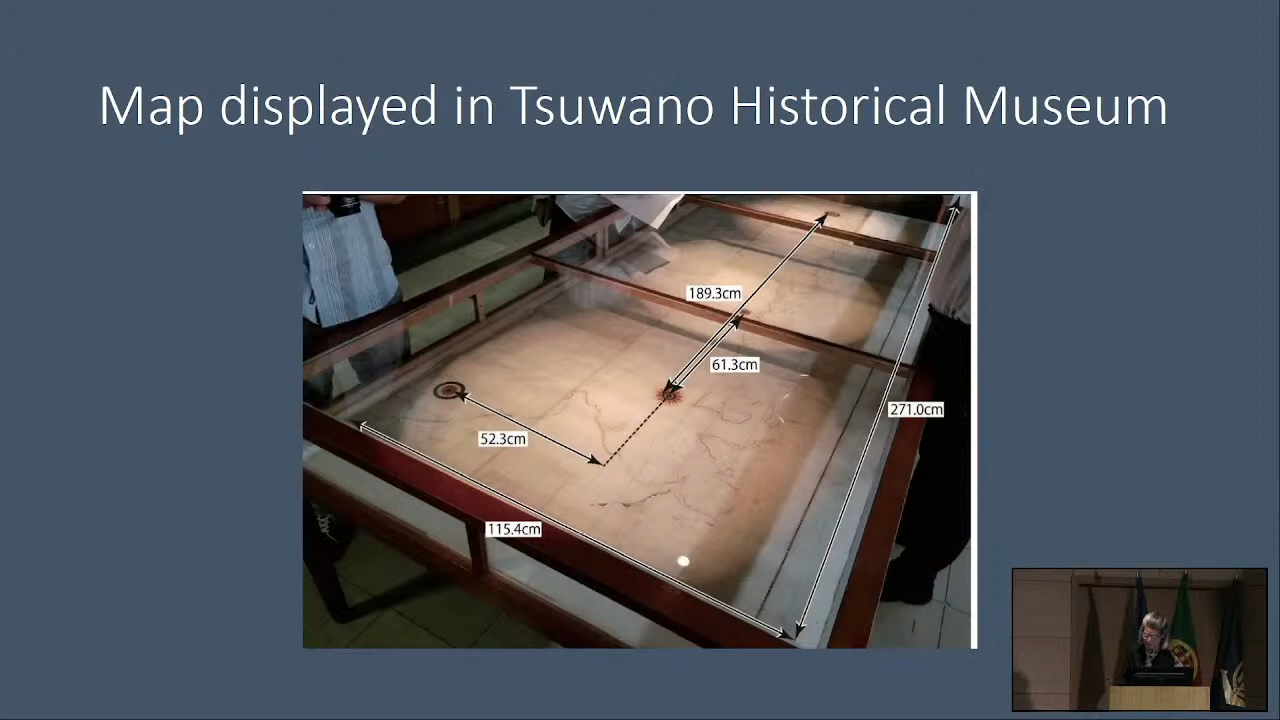 Map displayed in Tsuwano Historical Museum
189.3cm
61.3cm
271.0cm
52.3cm
115.4cm